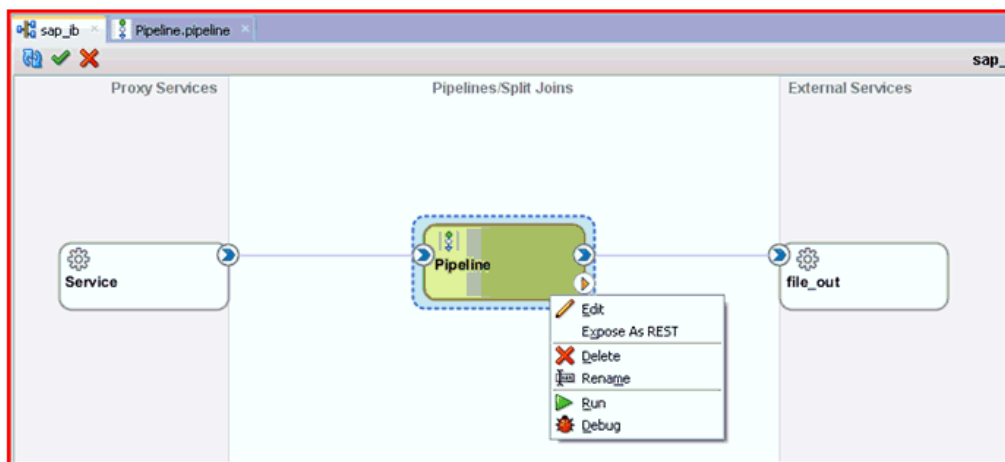 sap_ib
Pipeline.pipeline
sap_
Proxy Services
Pipelines/Split Joins
External Services
Service
Pipeline
file_out
Edit
Expose As REST
Delete
Rename
Run
Debug